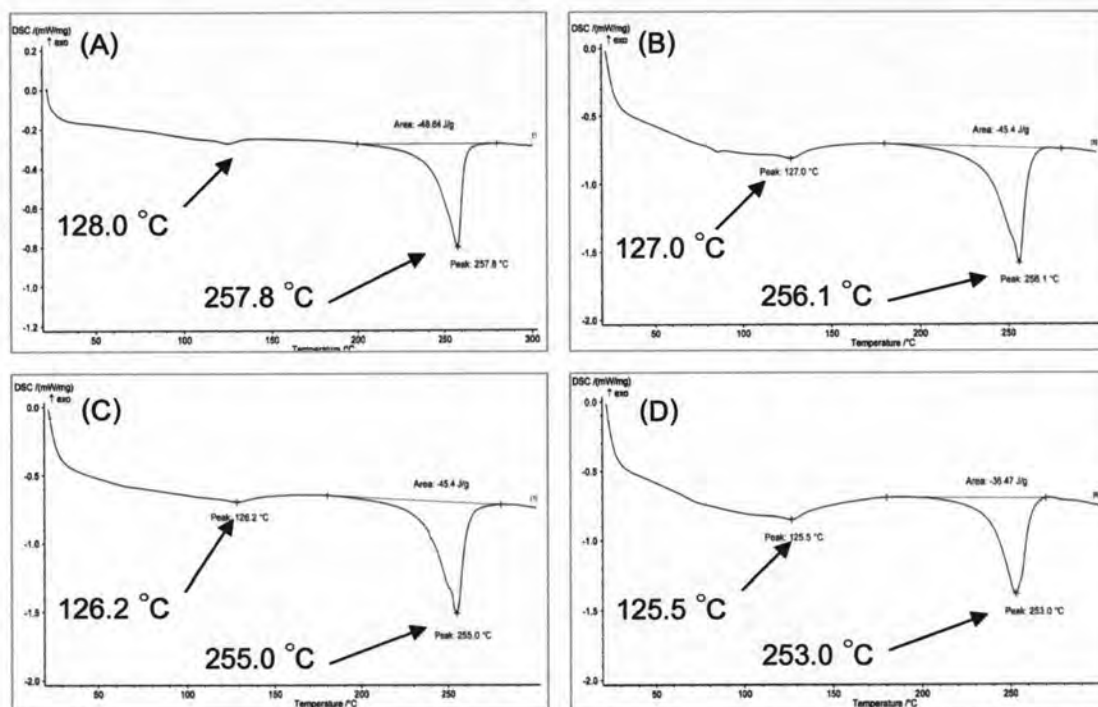 DSC /(mW/mg)
↑ exo
(A)
0.2
0.0
-0.2
-0.4
-0.6
-0.8
-1.0
-1.2
Area: -48.64 J/g
128.0 °C
257.8 °C
Peak: 257.8 °C
50 100 150 200 250 300
Temperature /°C
DSC /(mW/mg)
↑ exo
(B)
0.0
-0.5
-1.0
-1.5
-2.0
Area: -45.4 J/g
Peak: 127.0 °C
127.0 °C
256.1 °C
Peak: 256.1 °C
50 100 150 200 250
Temperature /°C
DSC /(mW/mg)
↑ exo
(C)
0.0
-0.5
-1.0
-1.5
-2.0
Area: -45.4 J/g
Peak: 126.2 °C
126.2 °C
255.0 °C
Peak: 255.0 °C
50 100 150 200 250
Temperature /°C
DSC /(mW/mg)
↑ exo
(D)
0.0
-0.5
-1.0
-1.5
-2.0
Area: -36.47 J/g
Peak: 125.5 °C
125.5 °C
253.0 °C
Peak: 253.0 °C
50 100 150 200 250
Temperature /°C